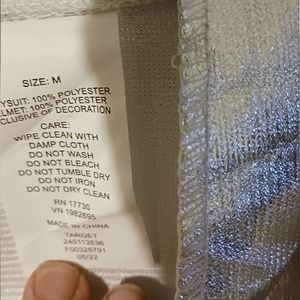 SIZE: M
YSUIT: 100% POLYESTER
ELMET: 100% POLYESTER
CLUSIVE OF DECORATION
CARE:
WIPE CLEAN WITH
DAMP CLOTH
DO NOT WASH
DO NOT BLEACH
DO NOT TUMBLE DRY
DO NOT IRON
DO NOT DRY CLEAN
RN 17730
VN 1982695
MADE IN CHINA
TARGET
240113536
F00325791
05/22